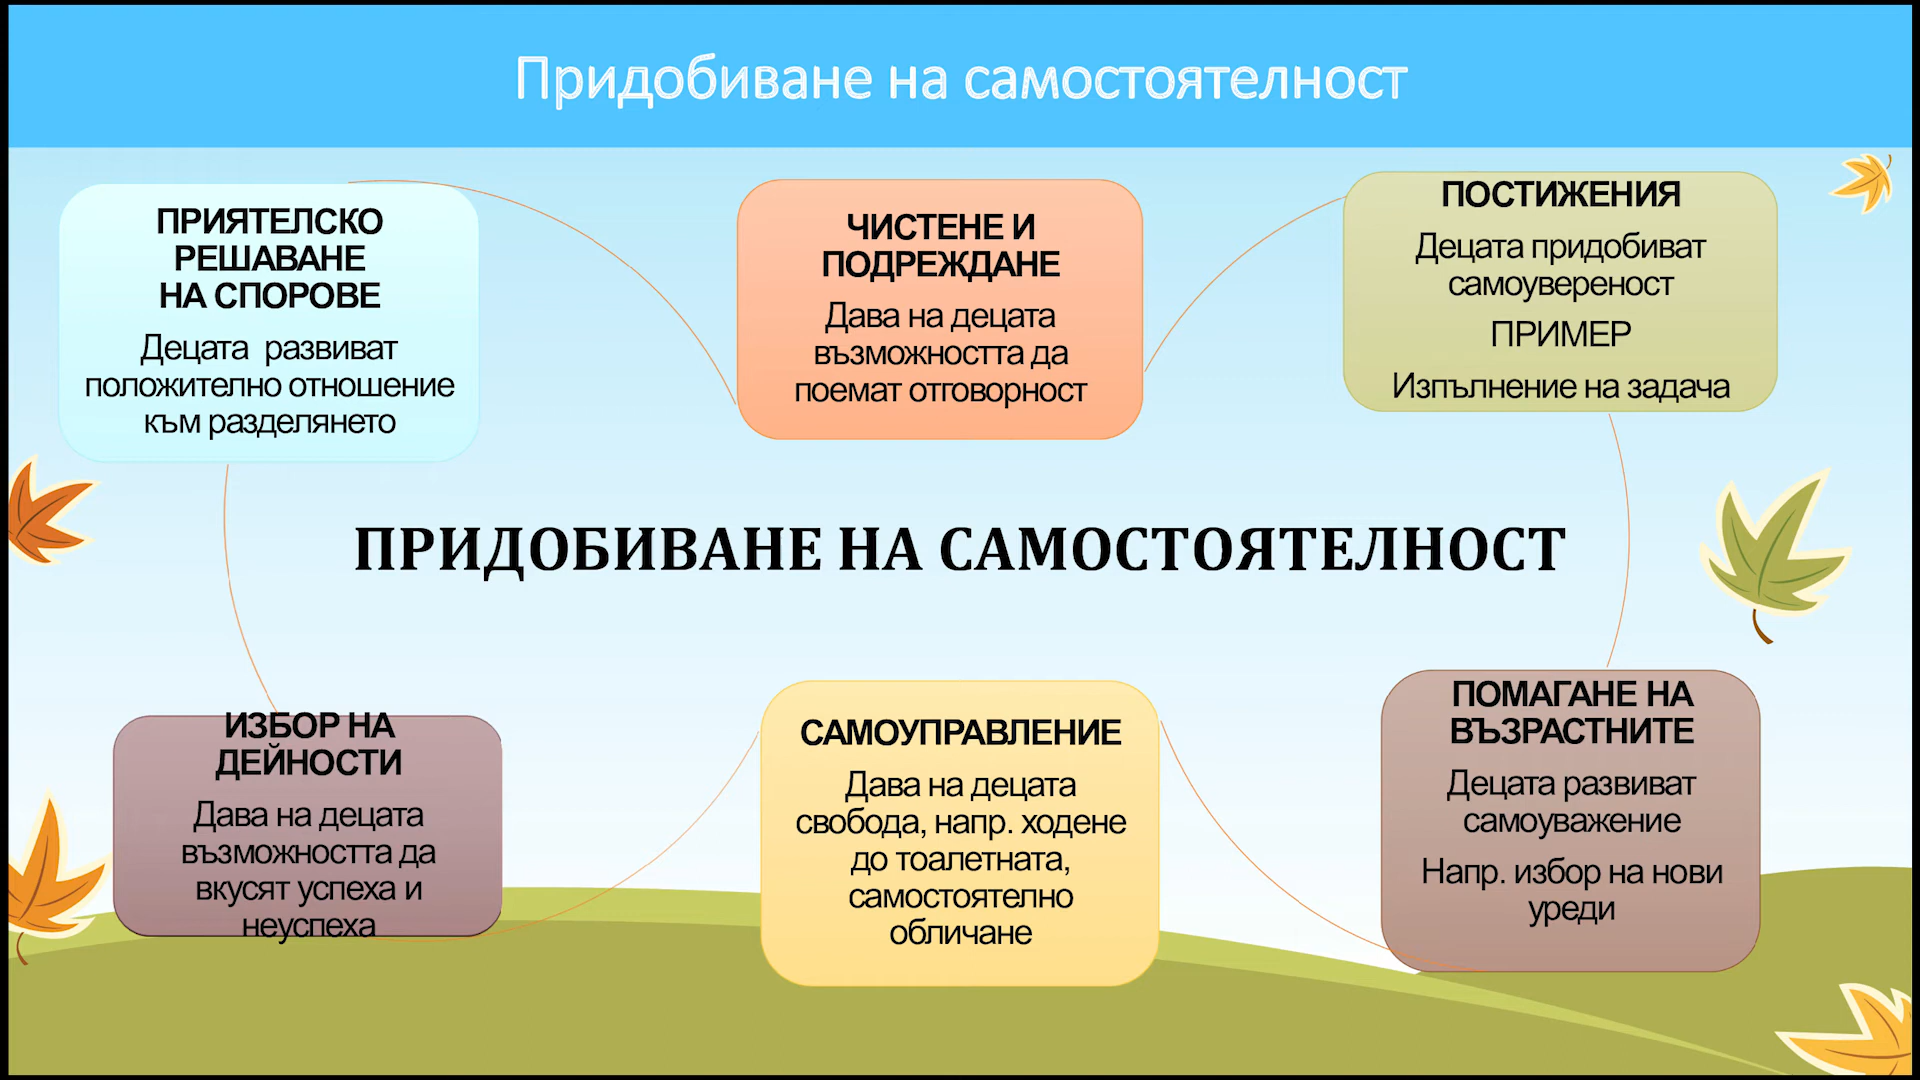 Придобиване на самостоятелност
ПРИЯТЕЛСКО
РЕШАВАНЕ
НА СПОРОВЕ
Децата развиват
положително отношение
към разделянето
ЧИСТЕНЕ И
ПОДРЕЖДАНЕ
Дава на децата
възможността да
поемат отговорност
ПОСТИЖЕНИЯ
Децата придобиват
самоувереност
ПРИМЕР
Изпълнение на задача
ПРИДОБИВАНЕ НА САМОСТОЯТЕЛНОСТ
ИЗБОР НА
ДЕЙНОСТИ
Дава на децата
възможността да
вкусят успеха и
неуспеха
САМОУПРАВЛЕНИЕ
Дава на децата
свобода, напр. ходене
до тоалетната,
самостоятелно
обличане
ПОМАГАНЕ НА
ВЪЗРАСТНИТЕ
Децата развиват
самоуважение
Напр. избор на нови
уреди